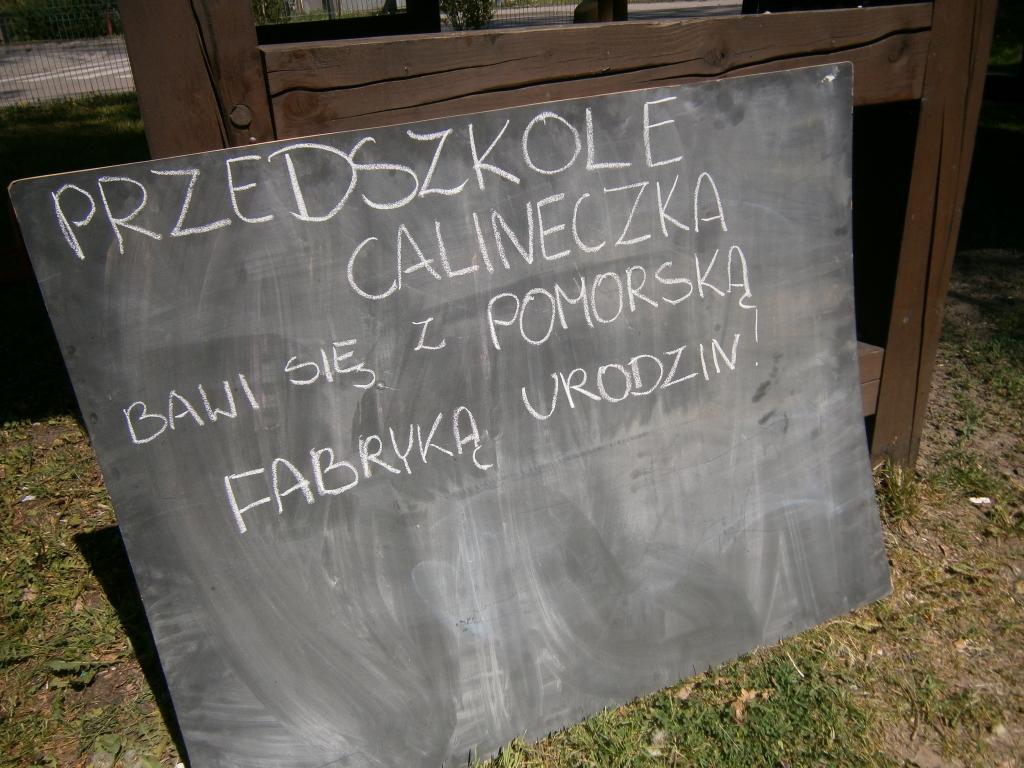 PRZEDSZKOLE
CALINECZKA
BAWI SIĘ Z POMORSKĄ
FABRYKĄ URODZIN!